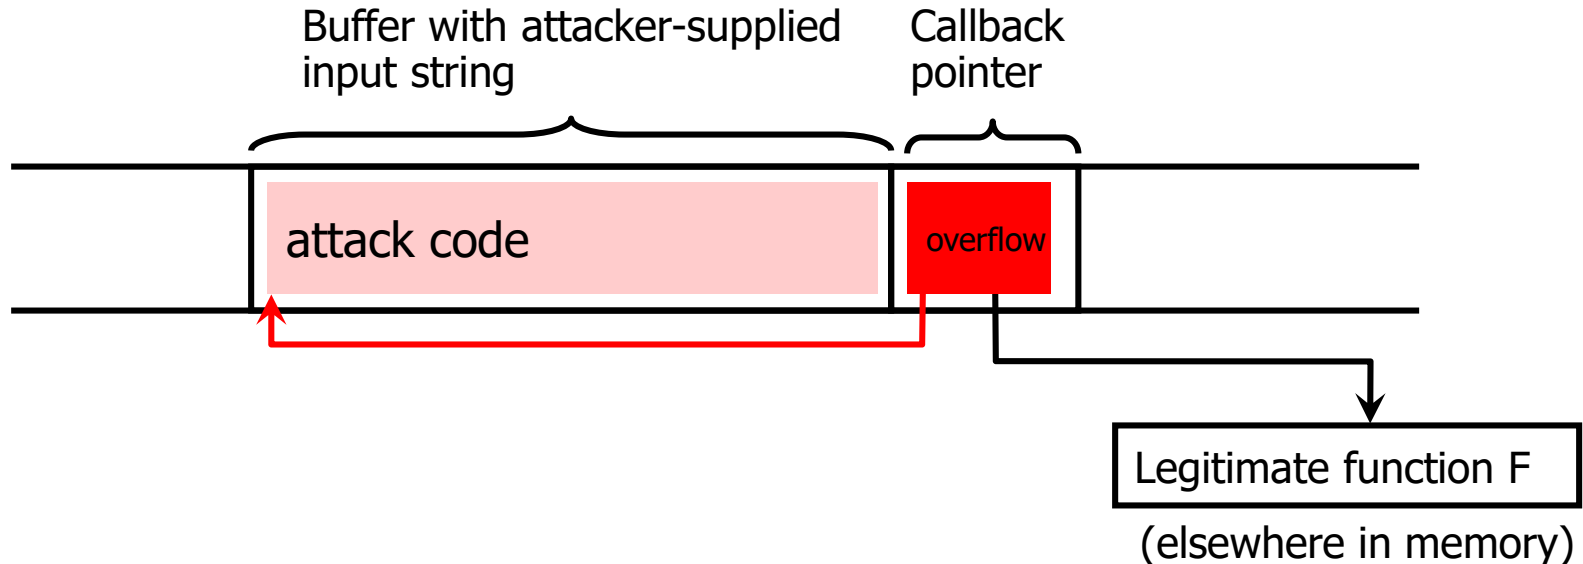 Buffer with attacker-supplied
input string
Callback
pointer
attack code
overflow
Legitimate function F
(elsewhere in memory)